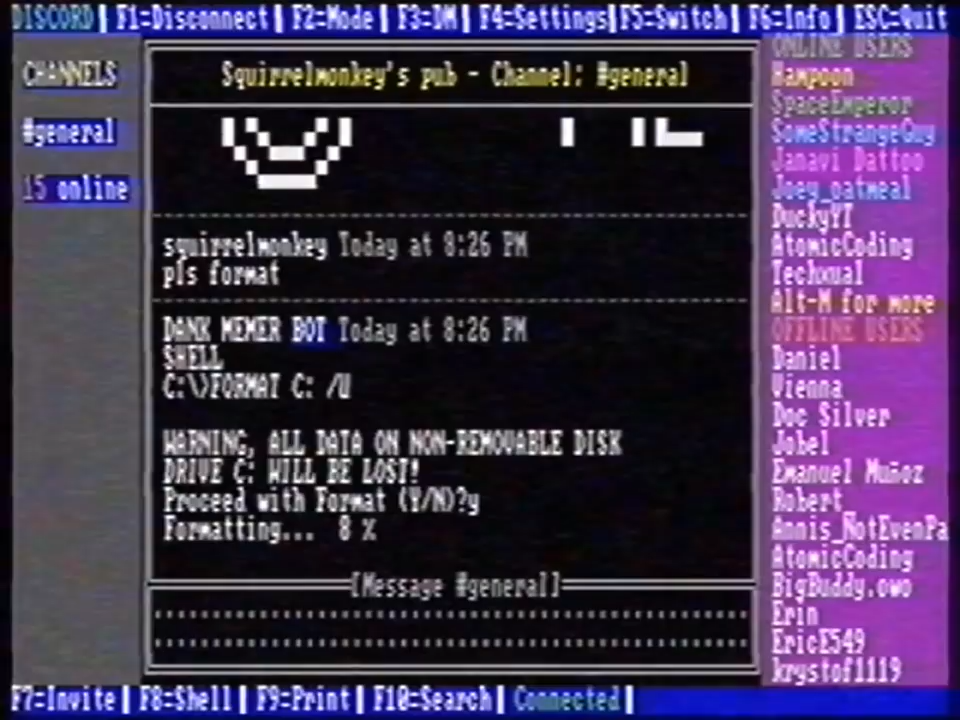 DISCORD | F1=Disconnect | F2=Mode | F3=DM | F4=Settings | F5=Switch | F6=Info | ESC=Quit
CHANNELS
#general
15 online
Squirrelmonkey's pub - Channel: #general
squirrelmonkey Today at 8:26 PM
pls format
DANK MEMER BOT Today at 8:26 PM
SHELL
C:\>FORMAT C: /U
WARNING, ALL DATA ON NON-REMOVABLE DISK
DRIVE C: WILL BE LOST!
Proceed with Format (Y/N)?y
Formatting... 8 %
[Message #general]
ONLINE USERS
Hampoon
SpaceEmperor
SomeStrangeGuy
Janavi Dattoo
Joey_oatmeal
DuckyYT
AtomicCoding
Techxual
Alt-M for more
OFFLINE USERS
Daniel
Vienna
Doc Silver
Jobel
Emanuel Muñoz
Robert
Annis_NotEvenPa
AtomicCoding
BigBuddy.owo
Erin
EricE549
krystof1119
F7=Invite | F8=Shell | F9=Print | F10=Search | Connected |